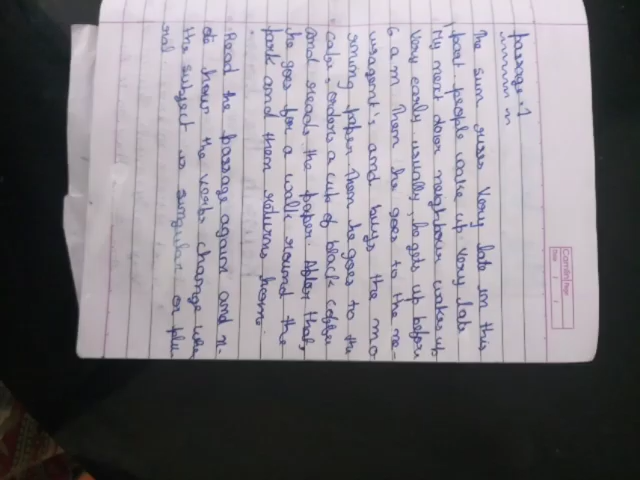 passage:-1
The sun rises Very late in this
part. people wake up Very late
My next door neighbour wakes up
Very early usually, he gets up before
6 a.m Then he goes to the ne-
wsagent's and buys the mo
rning paper. Then he goes to the
cafe, orders a cup of black coffee
and reads the paper. After that,
he goes for a walk round the
park and then returns home.
Read the passage again and n-
ote how the verbs change when
the subject is singular or plu
ral